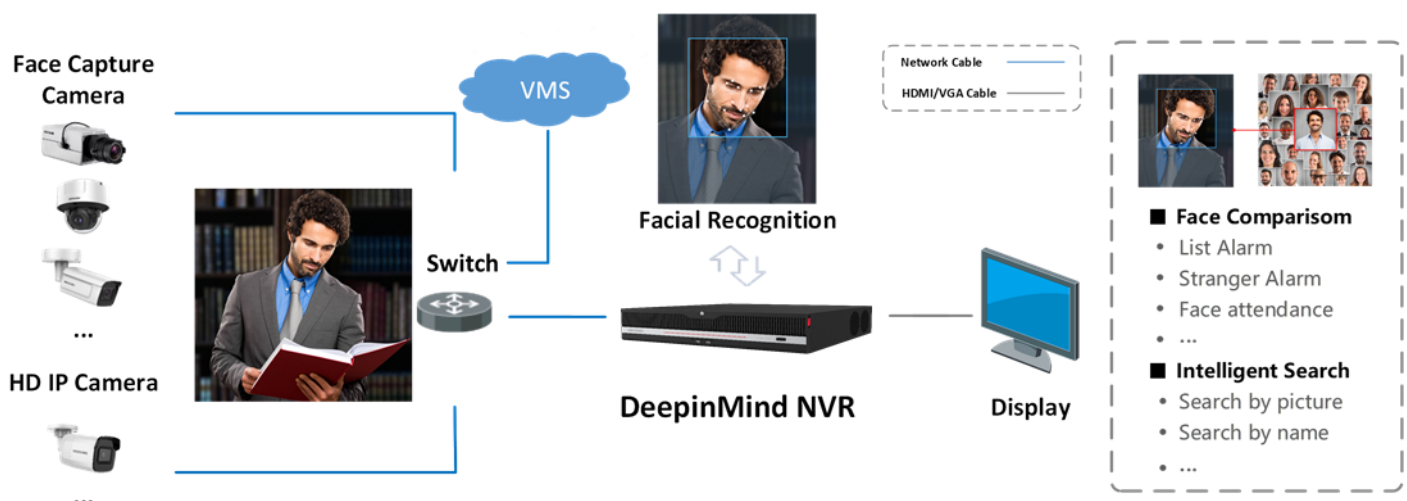 Face Capture
Camera
...
HD IP Camera
...
VMS
Switch
Facial Recognition
DeepinMind NVR
Display
Network Cable
HDMI/VGA Cable
■ Face Comparisom
• List Alarm
• Stranger Alarm
• Face attendance
• ...
■ Intelligent Search
• Search by picture
• Search by name
• ...